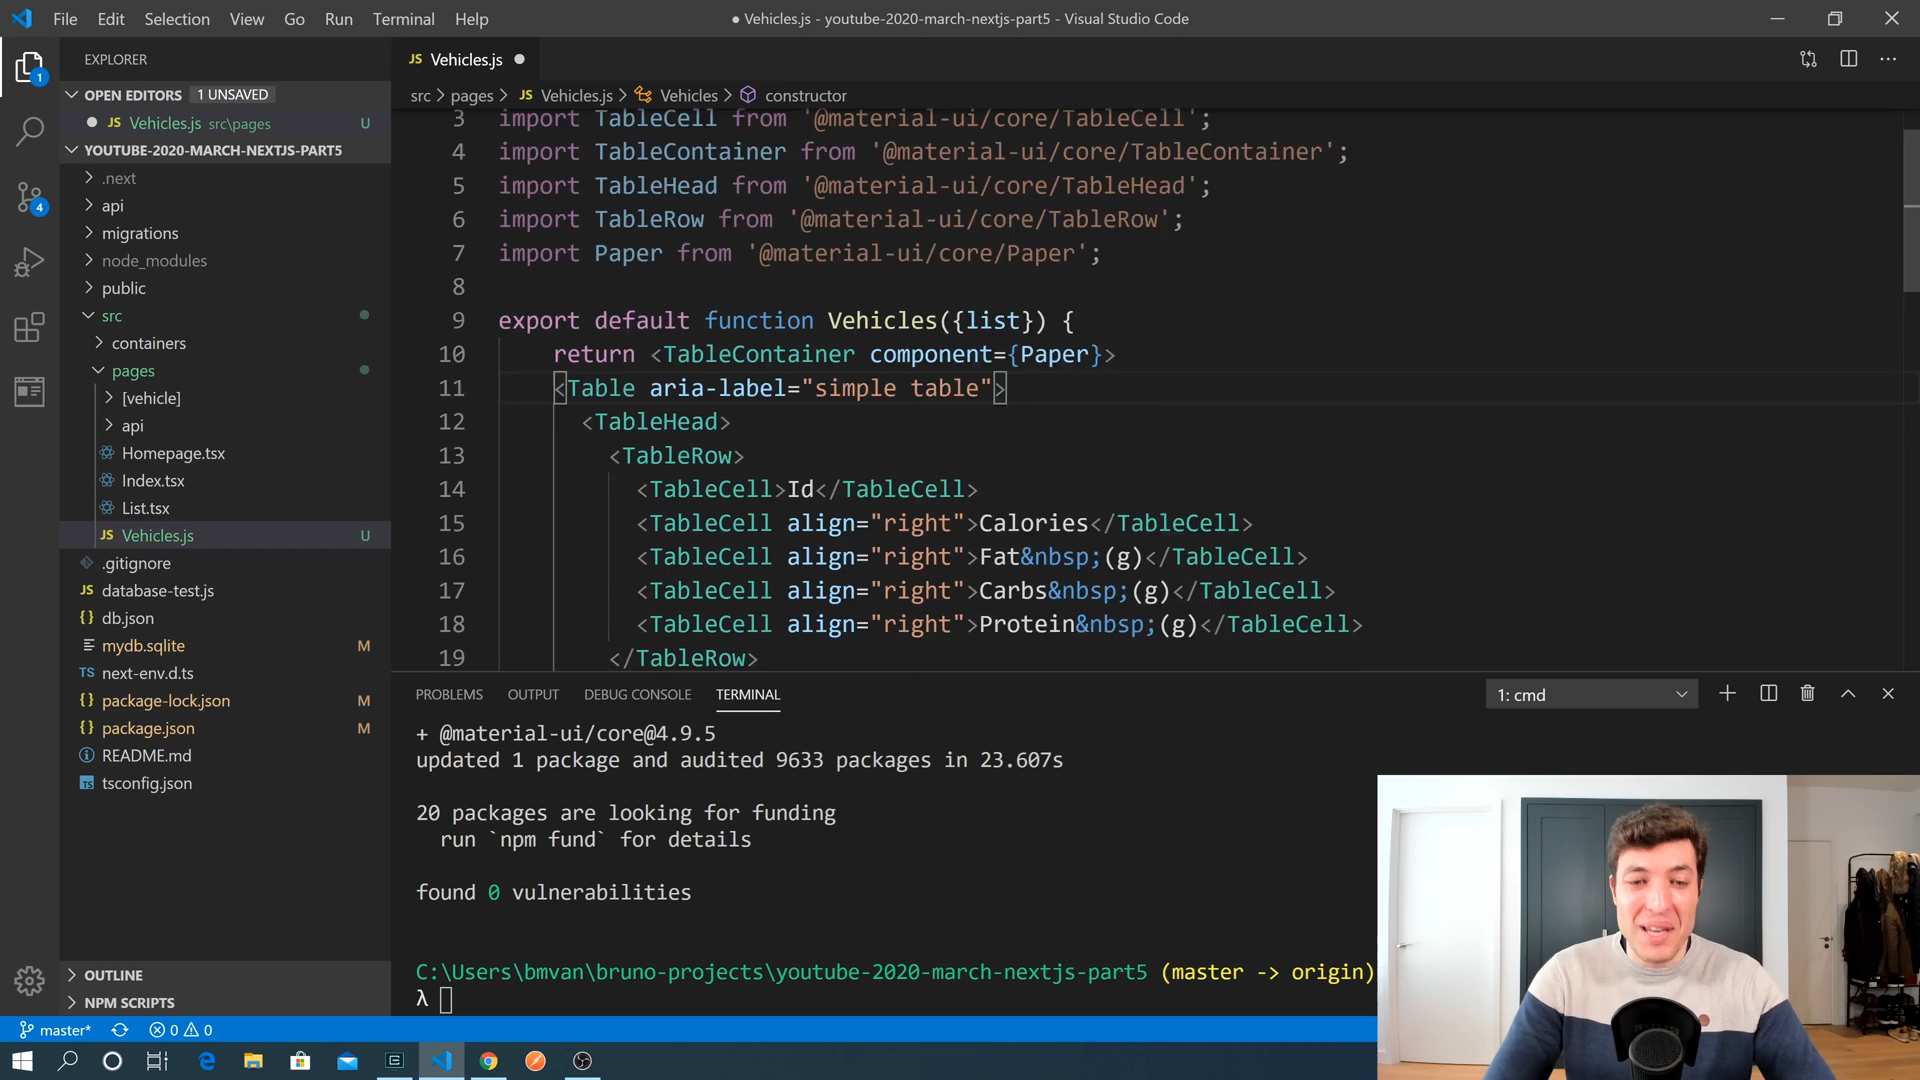 File Edit Selection View Go Run Terminal Help
● Vehicles.js - youtube-2020-march-nextjs-part5 - Visual Studio Code
EXPLORER
OPEN EDITORS 1 UNSAVED
JS Vehicles.js src\pages U
YOUTUBE-2020-MARCH-NEXTJS-PART5
.next
api
migrations
node_modules
public
src
containers
pages
[vehicle]
api
Homepage.tsx
Index.tsx
List.tsx
JS Vehicles.js U
.gitignore
JS database-test.js
{} db.json
mydb.sqlite M
TS next-env.d.ts
{} package-lock.json M
{} package.json M
README.md
TS tsconfig.json
OUTLINE
NPM SCRIPTS
1
4
JS Vehicles.js
src > pages > JS Vehicles.js > Vehicles > constructor
3 import TableCell from '@material-ui/core/TableCell';
4 import TableContainer from '@material-ui/core/TableContainer';
5 import TableHead from '@material-ui/core/TableHead';
6 import TableRow from '@material-ui/core/TableRow';
7 import Paper from '@material-ui/core/Paper';
8
9 export default function Vehicles({list}) {
10 return <TableContainer component={Paper}>
11 <Table aria-label="simple table">
12 <TableHead>
13 <TableRow>
14 <TableCell>Id</TableCell>
15 <TableCell align="right">Calories</TableCell>
16 <TableCell align="right">Fat&nbsp;(g)</TableCell>
17 <TableCell align="right">Carbs&nbsp;(g)</TableCell>
18 <TableCell align="right">Protein&nbsp;(g)</TableCell>
19 </TableRow>
PROBLEMS OUTPUT DEBUG CONSOLE TERMINAL
1: cmd
+ @material-ui/core@4.9.5
updated 1 package and audited 9633 packages in 23.607s
20 packages are looking for funding
run `npm fund` for details
found 0 vulnerabilities
C:\Users\bmvan\bruno-projects\youtube-2020-march-nextjs-part5 (master -> origin)
λ
master* 0 0